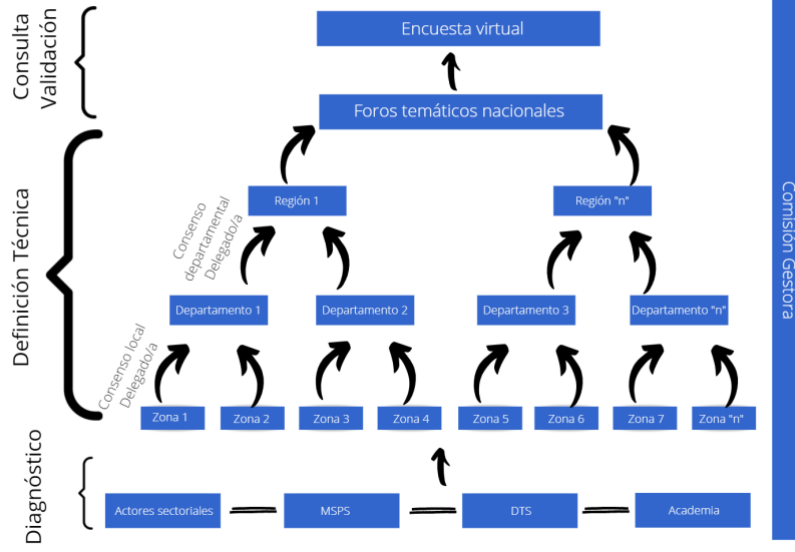 Consulta
Validación
Encuesta virtual
Foros temáticos nacionales
Definición Técnica
Consenso
departamental
Delegado/a
Región 1
Región "n"
Departamento 1
Departamento 2
Departamento 3
Departamento "n"
Consenso local
Delegado/a
Zona 1
Zona 2
Zona 3
Zona 4
Zona 5
Zona 6
Zona 7
Zona "n"
Diagnóstico
Actores sectoriales
MSPS
DTS
Academia
Comisión Gestora